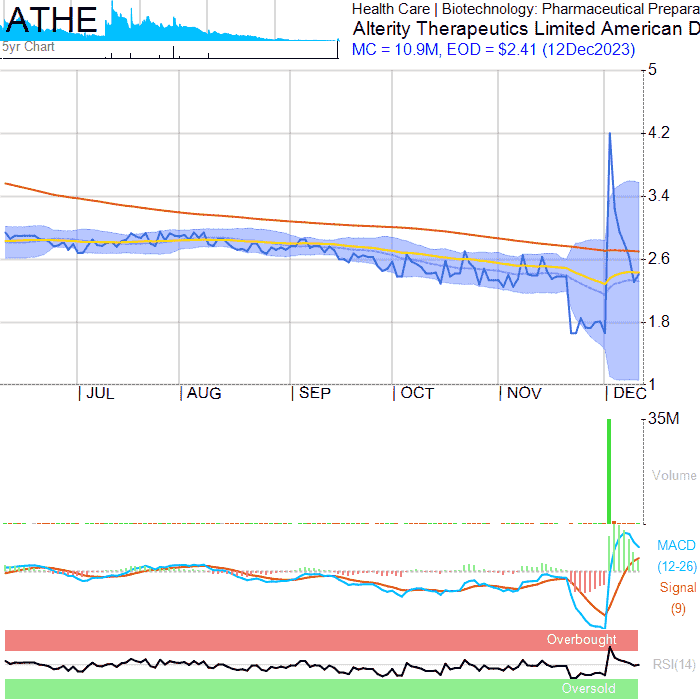 ATHE
5yr Chart
Health Care | Biotechnology: Pharmaceutical Prepara
Alterity Therapeutics Limited American D
MC = 10.9M, EOD = $2.41 (12Dec2023)
5
4.2
3.4
2.6
1.8
1
| JUL | AUG | SEP | OCT | NOV | DEC
35M
Volume
MACD
(12-26)
Signal
(9)
Overbought
RSI(14)
Oversold